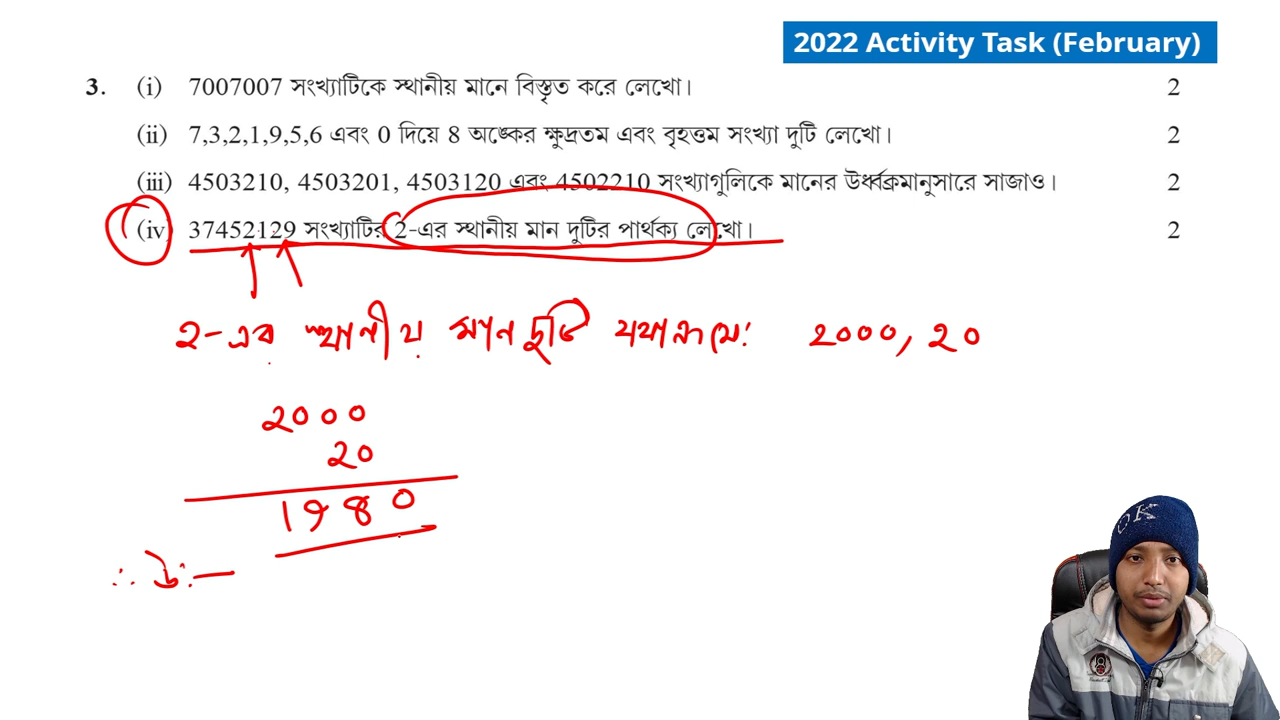 2022 Activity Task (February)
3. (i) 7007007 সংখ্যাটিকে স্থানীয় মানে বিস্তৃত করে লেখো। 2
(ii) 7,3,2,1,9,5,6 এবং 0 দিয়ে 8 অঙ্কের ক্ষুদ্রতম এবং বৃহত্তম সংখ্যা দুটি লেখো। 2
(iii) 4503210, 4503201, 4503120 এবং 4502210 সংখ্যাগুলিকে মানের উর্ধ্বক্রমানুসারে সাজাও। 2
(iv) 37452129 সংখ্যাটির 2-এর স্থানীয় মান দুটির পার্থক্য লেখো। 2
2-এর স্থানীয় মান দুটি যথাক্রমে: 2000, 20
2000
20
1980
∴ উ:—
OK